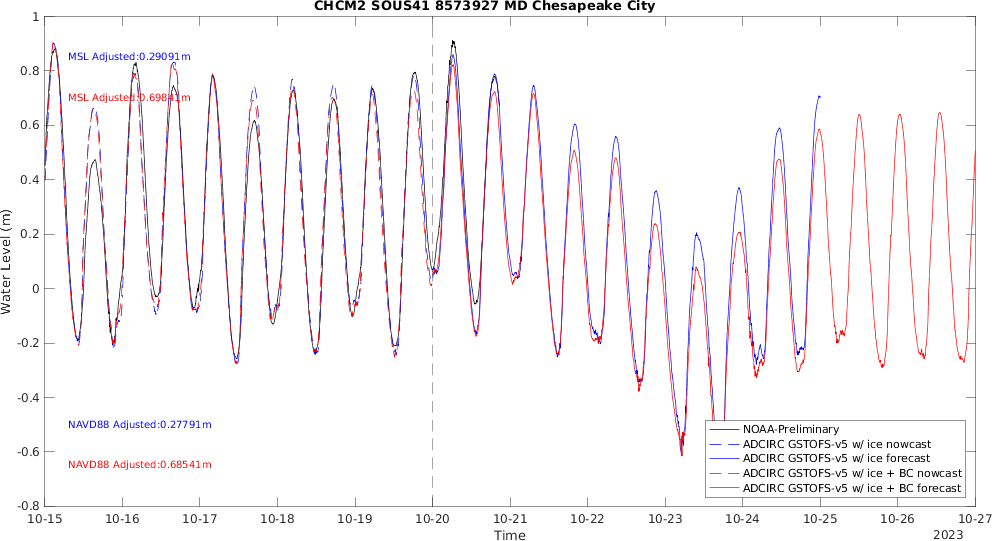 CHCM2 SOUS41 8573927 MD Chesapeake City
1
0.8
0.6
0.4
0.2
0
-0.2
-0.4
-0.6
-0.8
Water Level (m)
MSL Adjusted:0.29091m
MSL Adjusted:
NAVD88 Adjusted:0.27791m
NAVD88 Adjusted:0.68541m
NOAA-Preliminary
ADCIRC GSTOFS-v5 w/ ice nowcast
ADCIRC GSTOFS-v5 w/ ice forecast
ADCIRC GSTOFS-v5 w/ ice + BC nowcast
ADCIRC GSTOFS-v5 w/ ice + BC forecast
10-15 10-16 10-17 10-18 10-19 10-20 10-21 10-22 10-23 10-24 10-25 10-26 10-27
Time
2023